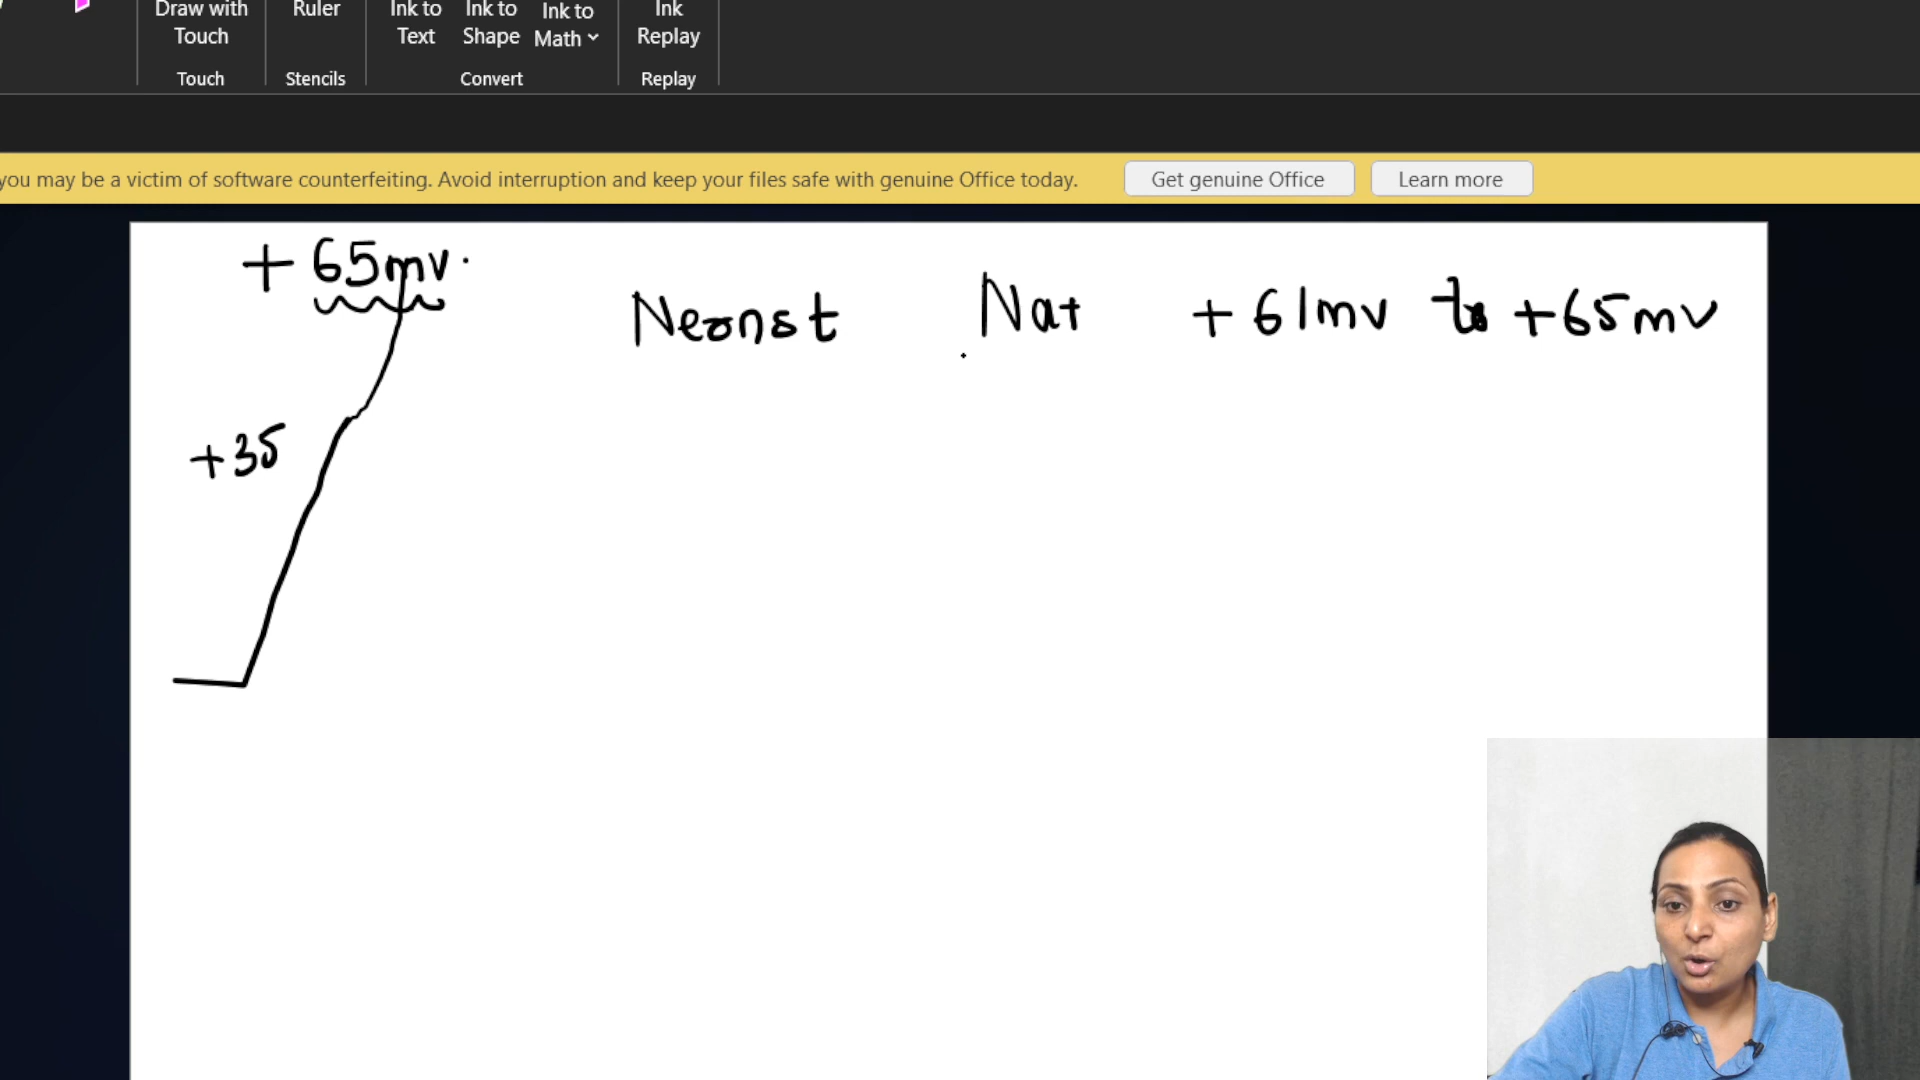 Draw with Touch
Ruler
Ink to Text
Ink to Shape
Ink to Math
Ink Replay
Touch
Stencils
Convert
Replay
you may be a victim of software counterfeiting. Avoid interruption and keep your files safe with genuine Office today.
Get genuine Office
Learn more
+ 65mv.
Neonst Na+ +61mv to +65mv
+35